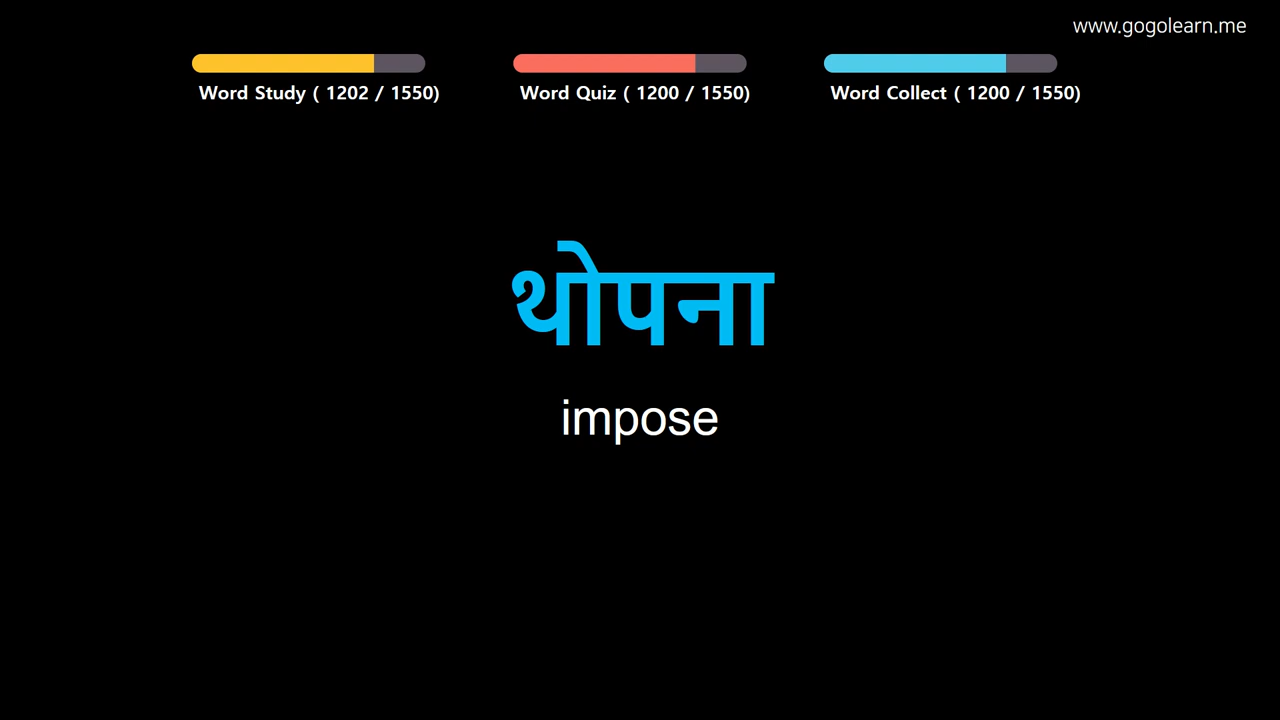 www.gogolearn.me
Word Study ( 1202 / 1550)
Word Quiz ( 1200 / 1550)
Word Collect ( 1200 / 1550)
थोपना
impose